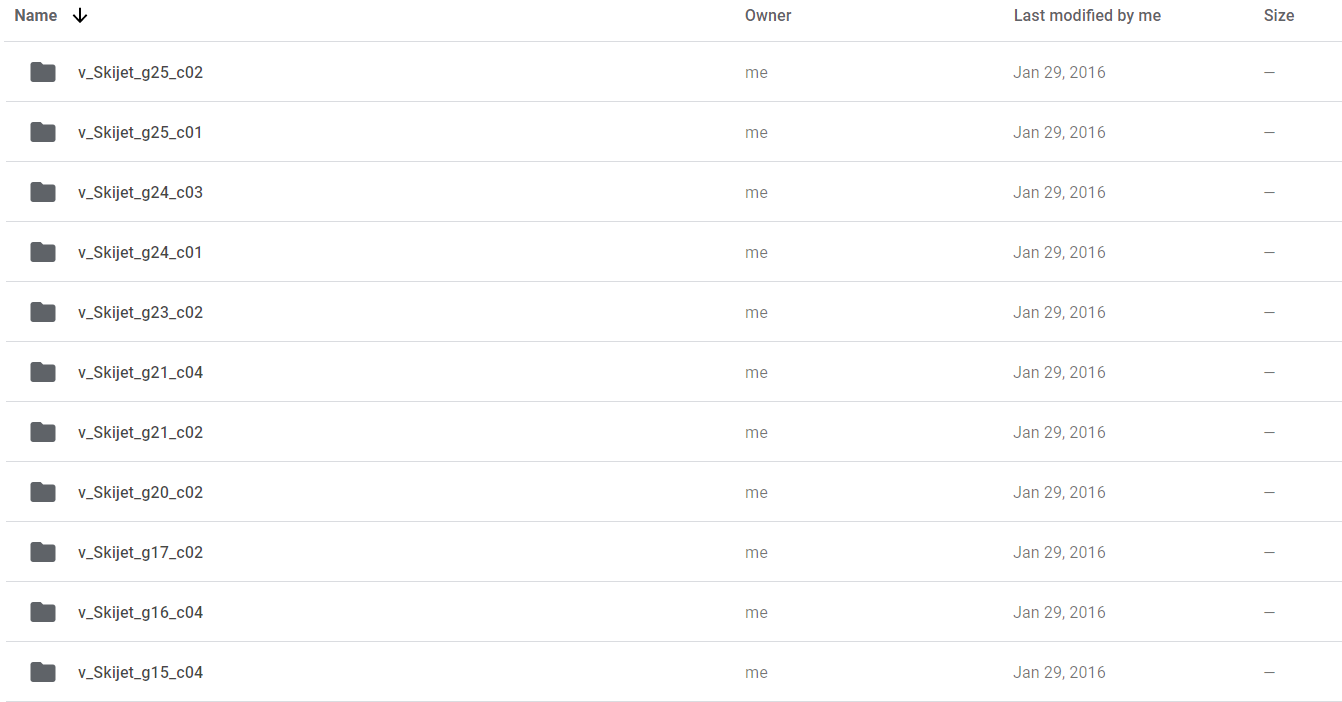 Name Owner Last modified by me Size
v_Skijet_g25_c02 me Jan 29, 2016 —
v_Skijet_g25_c01 me Jan 29, 2016 —
v_Skijet_g24_c03 me Jan 29, 2016 —
v_Skijet_g24_c01 me Jan 29, 2016 —
v_Skijet_g23_c02 me Jan 29, 2016 —
v_Skijet_g21_c04 me Jan 29, 2016 —
v_Skijet_g21_c02 me Jan 29, 2016 —
v_Skijet_g20_c02 me Jan 29, 2016 —
v_Skijet_g17_c02 me Jan 29, 2016 —
v_Skijet_g16_c04 me Jan 29, 2016 —
v_Skijet_g15_c04 me Jan 29, 2016 —